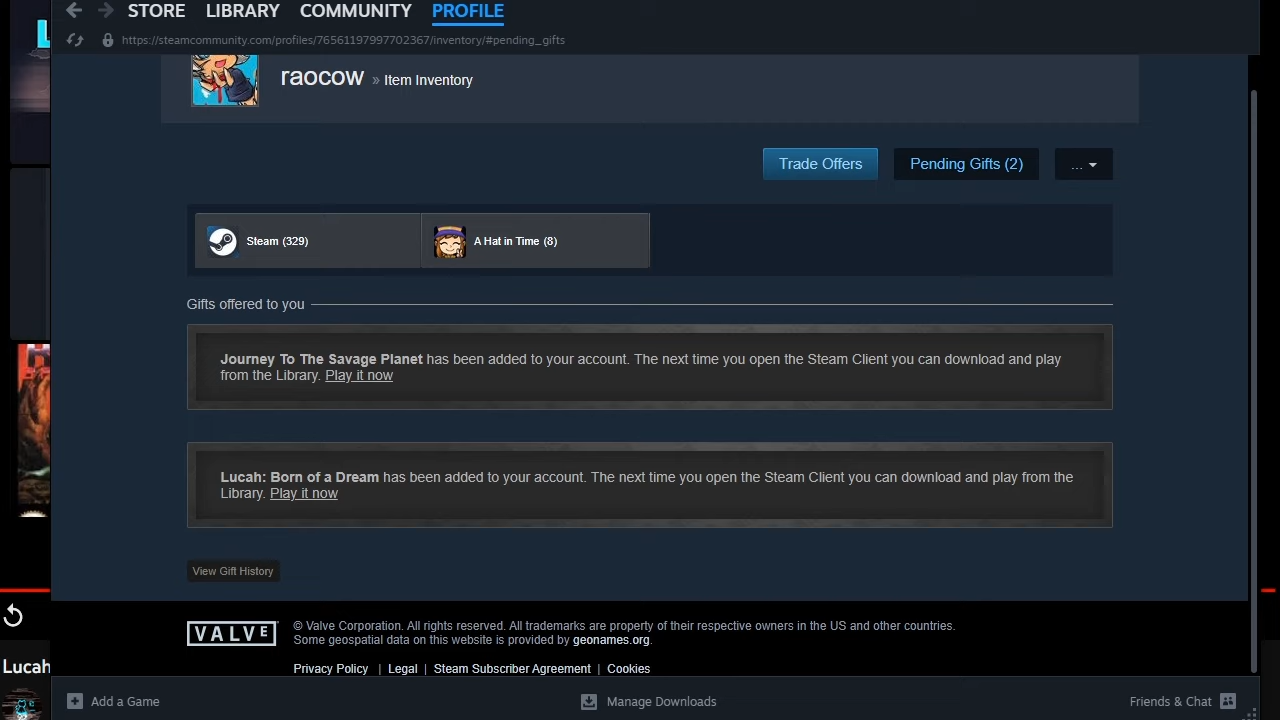 STORE LIBRARY COMMUNITY PROFILE
https://steamcommunity.com/profiles/76561197997702367/inventory/#pending_gifts
raocow » Item Inventory
Trade Offers Pending Gifts (2) ...
Steam (329) A Hat in Time (8)
Gifts offered to you
Journey To The Savage Planet has been added to your account. The next time you open the Steam Client you can download and play
from the Library. Play it now
Lucah: Born of a Dream has been added to your account. The next time you open the Steam Client you can download and play from the
Library. Play it now
View Gift History
VALVE
© Valve Corporation. All rights reserved. All trademarks are property of their respective owners in the US and other countries.
Some geospatial data on this website is provided by geonames.org.
Privacy Policy | Legal | Steam Subscriber Agreement | Cookies
Lucah
Add a Game Manage Downloads Friends & Chat